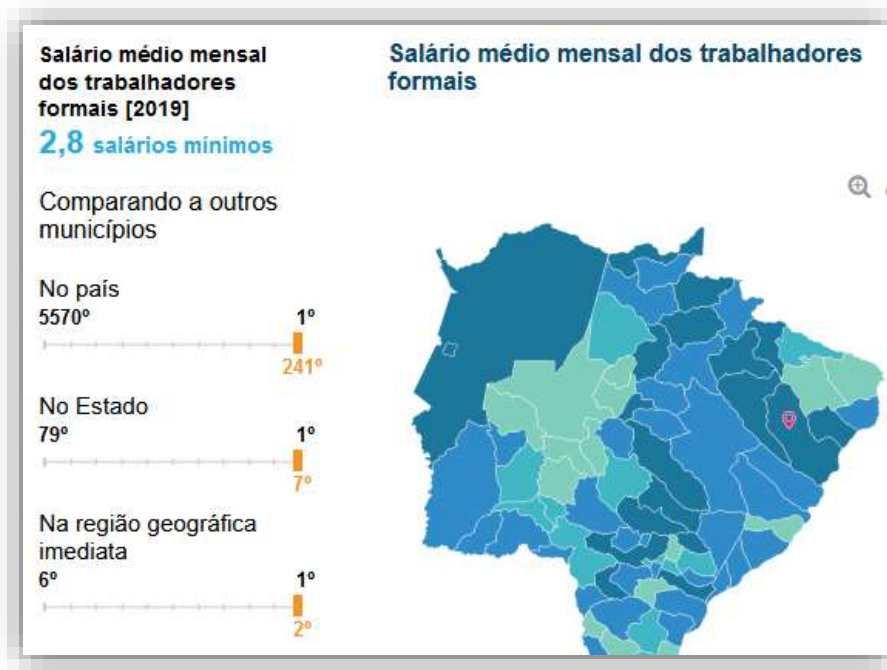 Salário médio mensal
dos trabalhadores
formais [2019]
2,8 salários mínimos
Comparando a outros
municípios
No país
5570º 1º
241º
No Estado
79º 1º
7º
Na região geográfica
imediata
6º 1º
2º
Salário médio mensal dos trabalhadores
formais